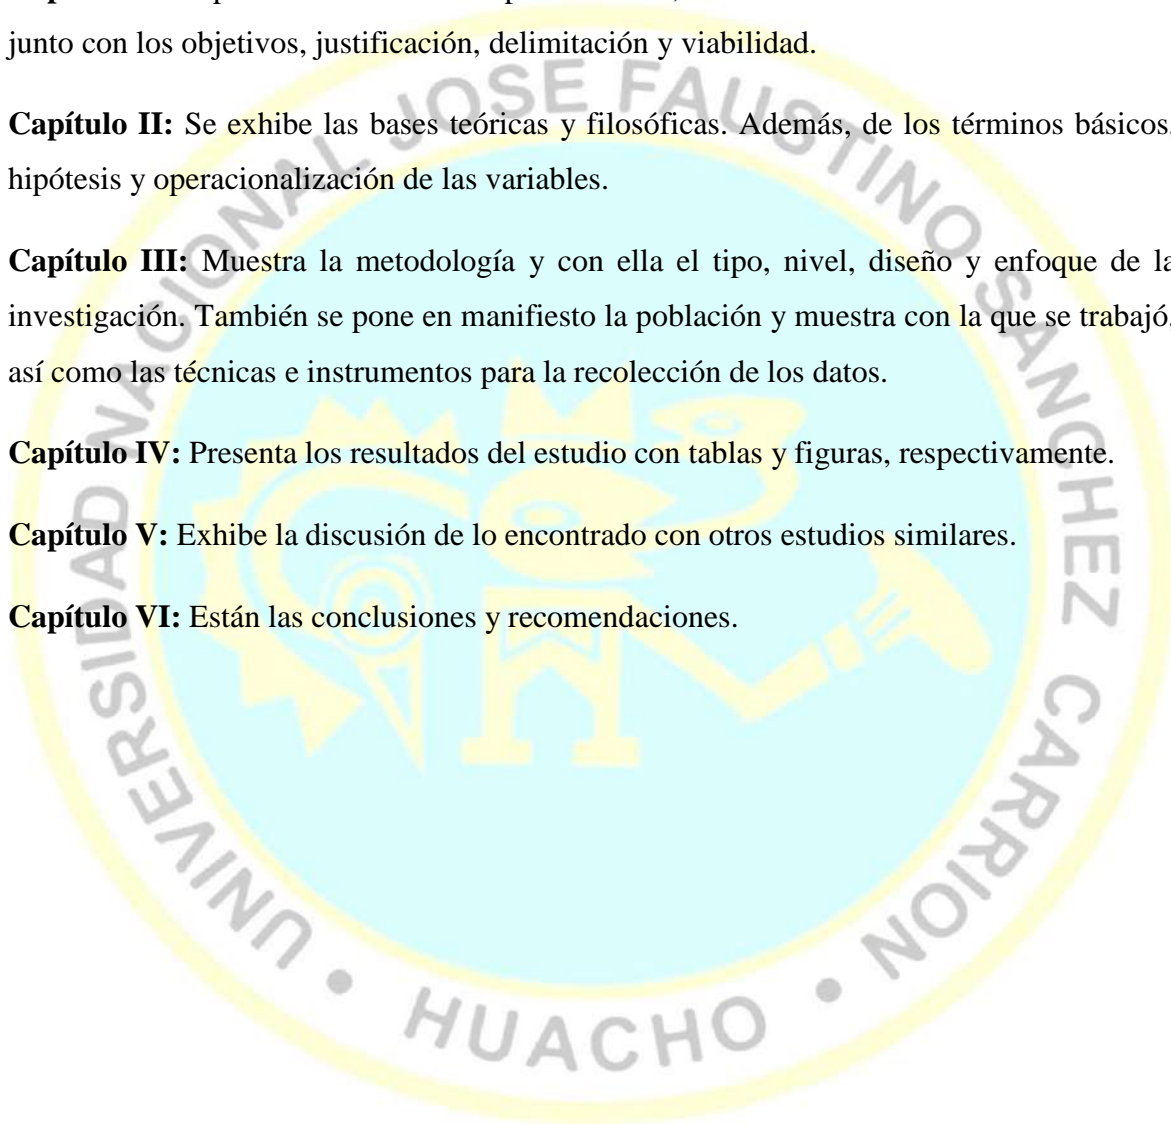 junto con los objetivos, justificación, delimitación y viabilidad.
Capítulo II: Se exhibe las bases teóricas y filosóficas. Además, de los términos básicos,
hipótesis y operacionalización de las variables.
Capítulo III: Muestra la metodología y con ella el tipo, nivel, diseño y enfoque de la
investigación. También se pone en manifiesto la población y muestra con la que se trabajó,
así como las técnicas e instrumentos para la recolección de los datos.
Capítulo IV: Presenta los resultados del estudio con tablas y figuras, respectivamente.
Capítulo V: Exhibe la discusión de lo encontrado con otros estudios similares.
Capítulo VI: Están las conclusiones y recomendaciones.
UNIVERSIDAD NACIONAL JOSE FAUSTINO SANCHEZ CARRION
• HUACHO •